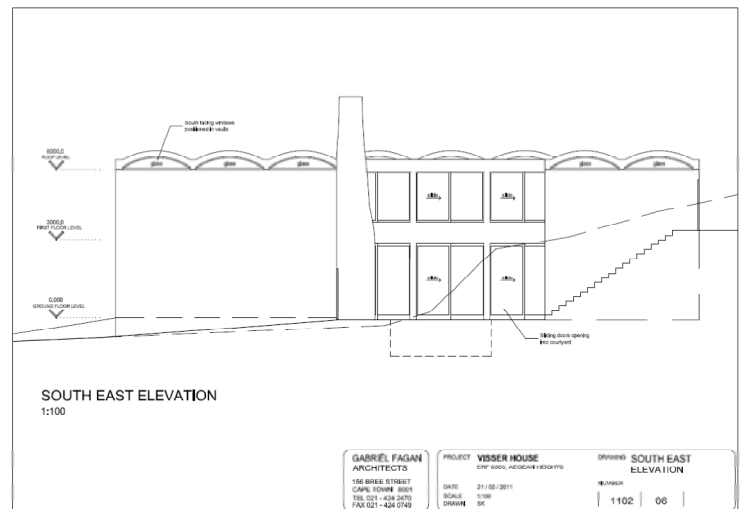 South facing windows
positioned in vaults
6000,0
ROOF LEVEL
glass glass glass glass glass
3000,0
FIRST FLOOR LEVEL
slide slide
0,000
GROUND FLOOR LEVEL
slide slide
Sliding doors opening
into courtyard
SOUTH EAST ELEVATION
1:100
GABRIËL FAGAN
ARCHITECTS
156 BREE STREET
CAPE TOWN 8001
TEL 021 - 424 2470
FAX 021 - 424 0749
PROJECT VISSER HOUSE
AEGEAN HEIGHTS
DATE 21 / 02 / 2011
SCALE 1:100
DRAWN SK
DRAWING SOUTH EAST
ELEVATION
NUMBER
1102 06